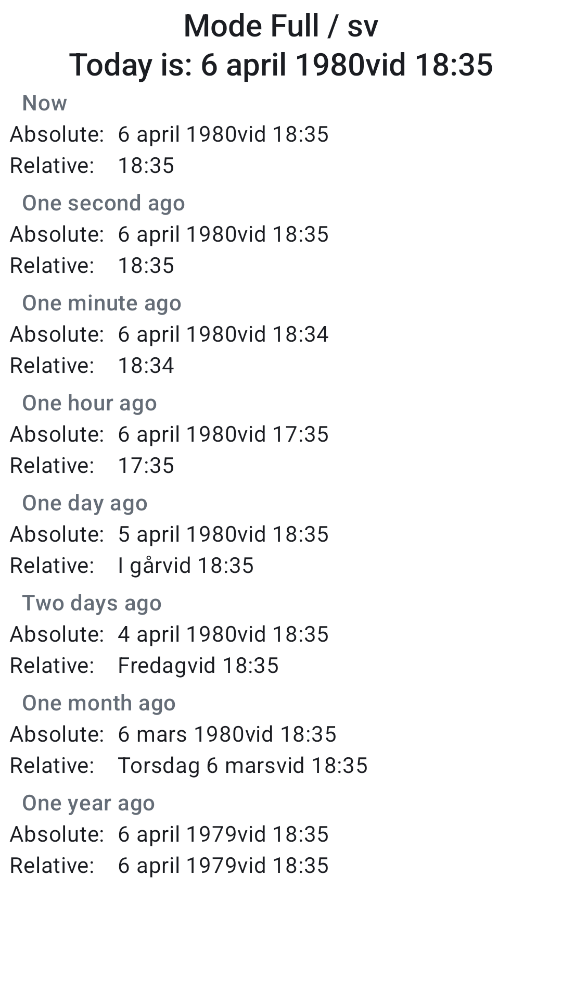 Mode Full / sv
Today is: 6 april 1980vid 18:35
Now
Absolute: 6 april 1980vid 18:35
Relative: 18:35
One second ago
Absolute: 6 april 1980vid 18:35
Relative: 18:35
One minute ago
Absolute: 6 april 1980vid 18:34
Relative: 18:34
One hour ago
Absolute: 6 april 1980vid 17:35
Relative: 17:35
One day ago
Absolute: 5 april 1980vid 18:35
Relative: I gårvid 18:35
Two days ago
Absolute: 4 april 1980vid 18:35
Relative: Fredagvid 18:35
One month ago
Absolute: 6 mars 1980vid 18:35
Relative: Torsdag 6 marsvid 18:35
One year ago
Absolute: 6 april 1979vid 18:35
Relative: 6 april 1979vid 18:35